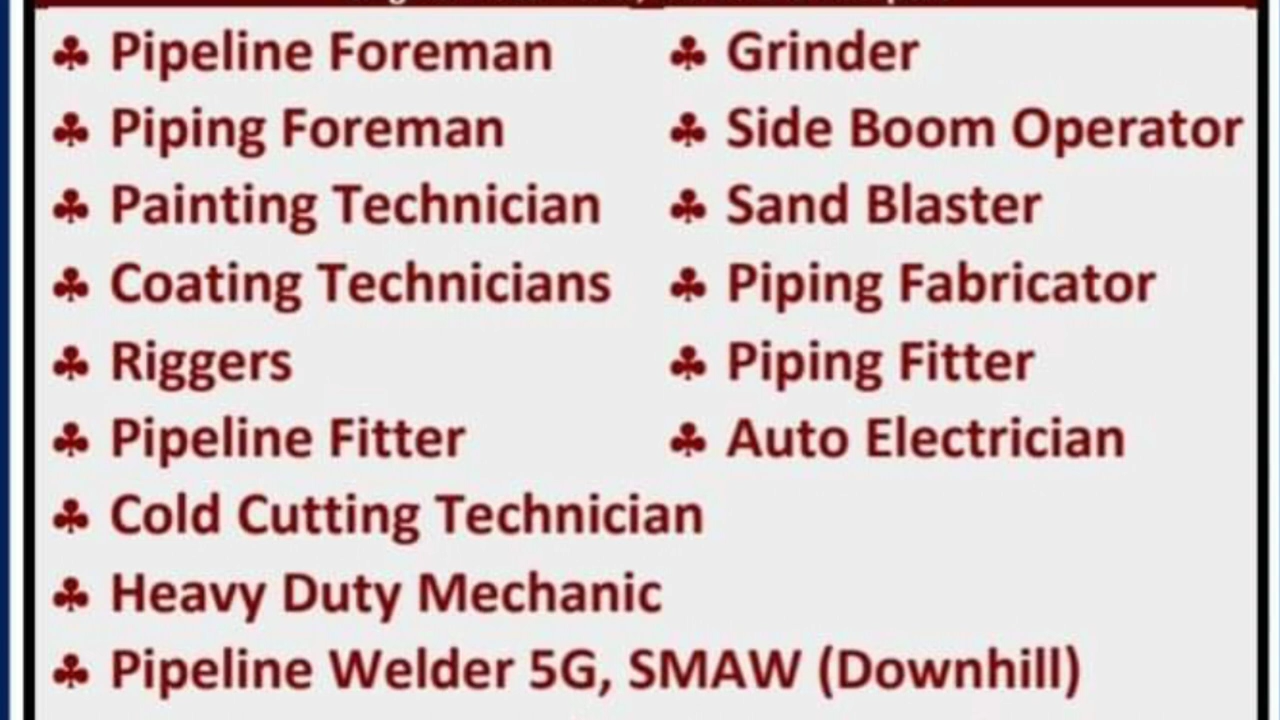 ♣ Pipeline Foreman
♣ Piping Foreman
♣ Painting Technician
♣ Coating Technicians
♣ Riggers
♣ Pipeline Fitter
♣ Cold Cutting Technician
♣ Heavy Duty Mechanic
♣ Pipeline Welder 5G, SMAW (Downhill)
♣ Grinder
♣ Side Boom Operator
♣ Sand Blaster
♣ Piping Fabricator
♣ Piping Fitter
♣ Auto Electrician